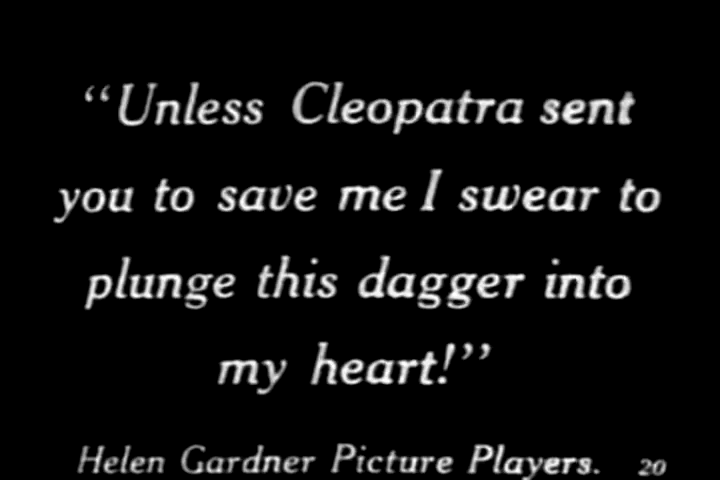 “Unless Cleopatra sent
you to save me I swear to
plunge this dagger into
my heart!”
Helen Gardner Picture Players. 20